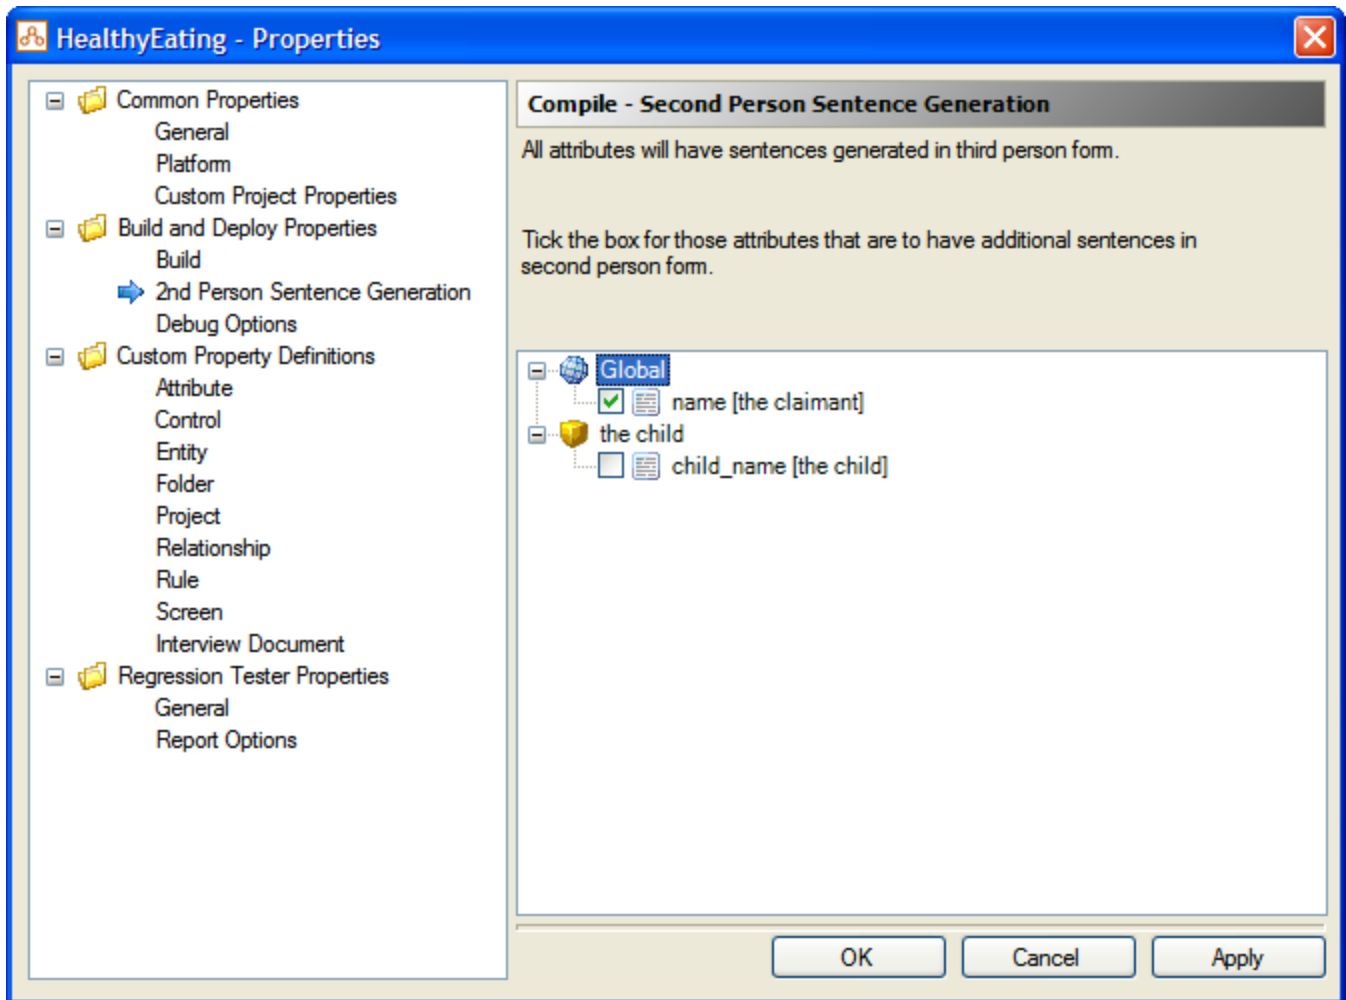 HealthyEating - Properties
Common Properties
General
Platform
Custom Project Properties
Build and Deploy Properties
Build
2nd Person Sentence Generation
Debug Options
Custom Property Definitions
Attribute
Control
Entity
Folder
Project
Relationship
Rule
Screen
Interview Document
Regression Tester Properties
General
Report Options
Compile - Second Person Sentence Generation
All attributes will have sentences generated in third person form.
Tick the box for those attributes that are to have additional sentences in
second person form.
Global
name [the claimant]
the child
child_name [the child]
OK
Cancel
Apply